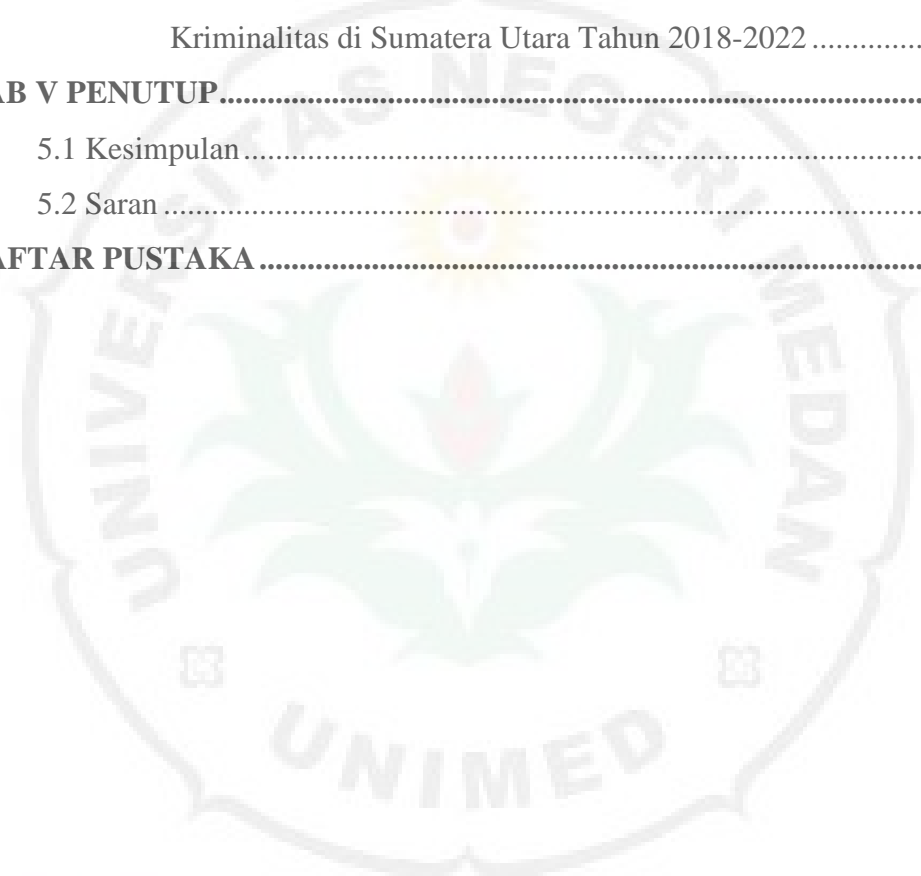 Kriminalitas di Sumatera Utara Tahun 2018-2022 ..............
AB V PENUTUP..........................................................................................
5.1 Kesimpulan.....................................................................................
5.2 Saran ...............................................................................................
AFTAR PUSTAKA.....................................................................................
UNIVERSITAS NEGERI MEDAN
UNIMED